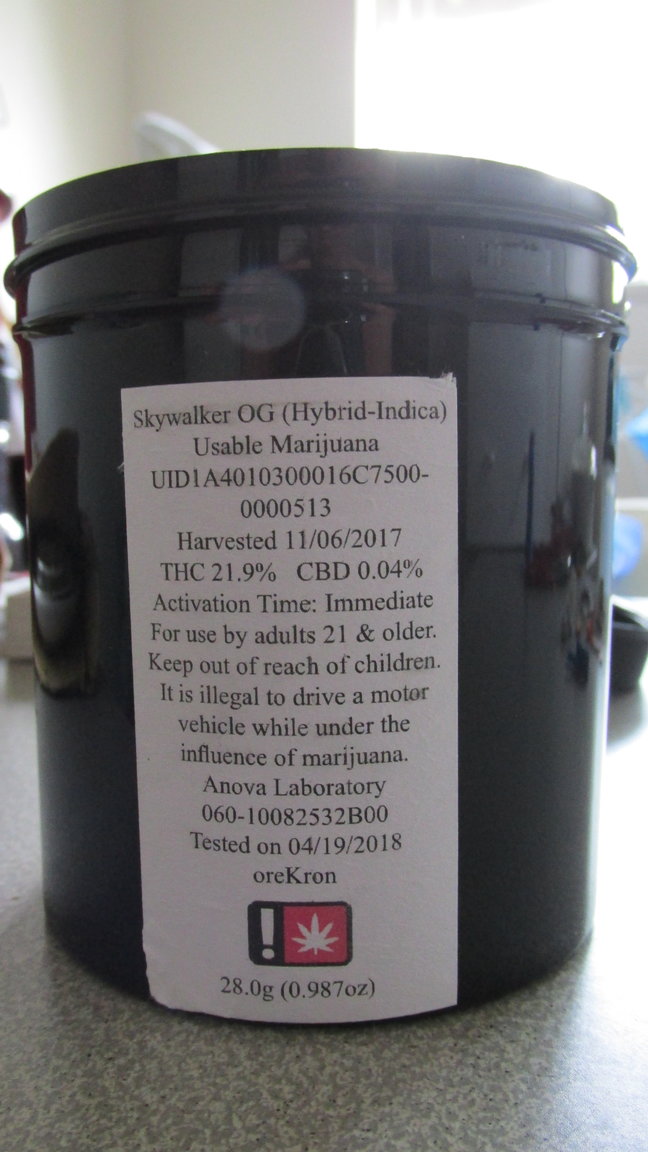 Skywalker OG (Hybrid-Indica)
Usable Marijuana
UID1A4010300016C7500-
0000513
Harvested 11/06/2017
THC 21.9% CBD 0.04%
Activation Time: Immediate
For use by adults 21 & older.
Keep out of reach of children.
It is illegal to drive a motor
vehicle while under the
influence of marijuana.
Anova Laboratory
060-10082532B00
Tested on 04/19/2018
oreKron
!
28.0g (0.987oz)